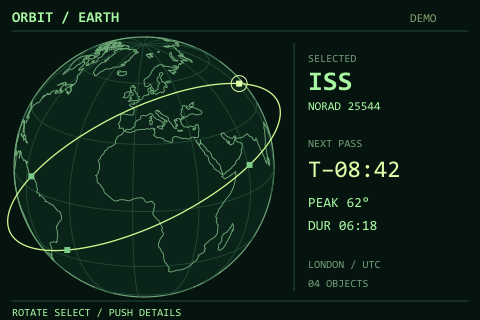 ORBIT / EARTH
DEMO
SELECTED
ISS
NORAD 25544
NEXT PASS
T−08:42
PEAK 62°
DUR 06:18
LONDON / UTC
04 OBJECTS
ROTATE SELECT / PUSH DETAILS